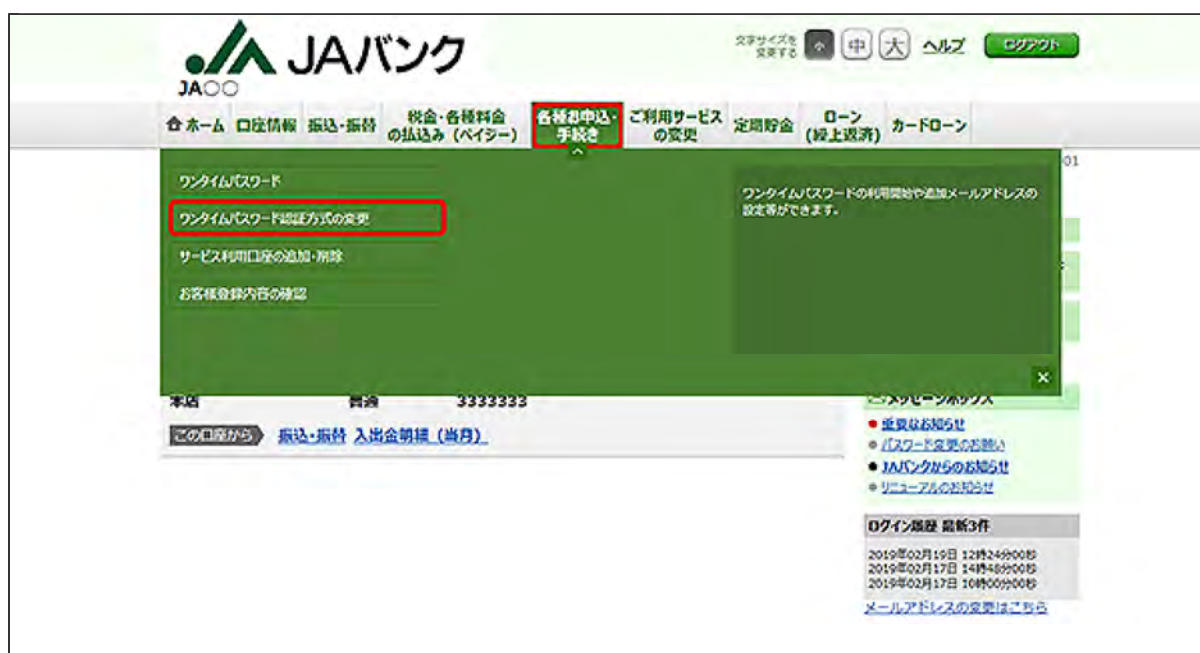 JAバンク
JA○○
文字サイズを
変更する
小 中 大 ヘルプ ログアウト
ホーム 口座情報 振込・振替 税金・各種料金
の払込み（ペイジー） 各種お申込・
手続き ご利用サービス
の変更 定期貯金 ローン
(繰上返済) カードローン
01
ワンタイムパスワード
ワンタイムパスワード認証方式の変更
サービス利用口座の追加・削除
お客様登録内容の確認
ワンタイムパスワードの利用開始や追加メールアドレスの
設定等ができます。
×
本店 普通 3333333
メッセージボックス
この口座から 振込・振替 入出金明細（当月）
重要なお知らせ
パスワード変更のお願い
JAバンクからのお知らせ
リニューアルのお知らせ
ログイン履歴 最新3件
2019年02月19日 12時24分00秒
2019年02月17日 14時48分00秒
2019年02月17日 10時00分00秒
メールアドレスの変更はこちら